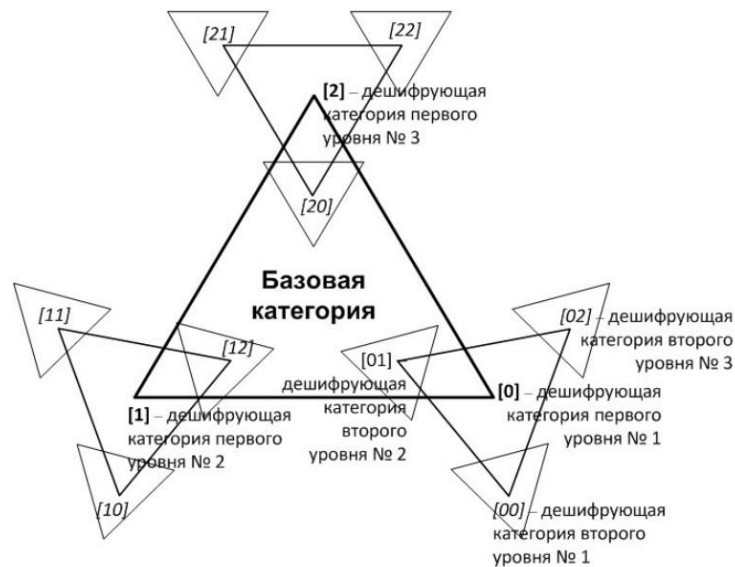 [21]
[22]
[2] – дешифрующая
категория первого
уровня № 3
[20]
Базовая
категория
[11]
[12]
[01]
дешифрующая
категория
второго
уровня № 2
[02] – дешифрующая
категория второго
уровня № 3
[1] – дешифрующая
категория первого
уровня № 2
[0] – дешифрующая
категория первого
уровня № 1
[10]
[00] – дешифрующая
категория второго
уровня № 1